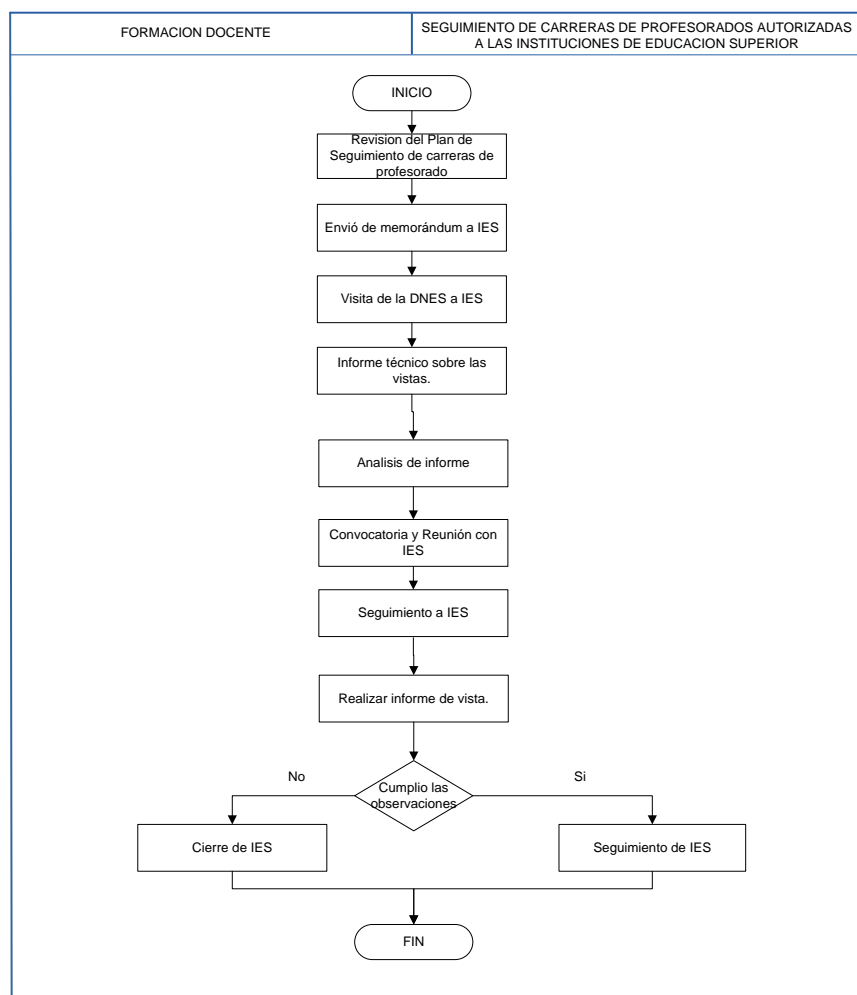 FORMACION DOCENTE
SEGUIMIENTO DE CARRERAS DE PROFESORADOS AUTORIZADAS
A LAS INSTITUCIONES DE EDUCACION SUPERIOR
INICIO
Revision del Plan de
Seguimiento de carreras de
profesorado
Envió de memorándum a IES
Visita de la DNES a IES
Informe técnico sobre las
vistas.
Analisis de informe
Convocatoria y Reunión con
IES
Seguimiento a IES
Realizar informe de vista.
Cumplio las
observaciones
No
Si
Cierre de IES
Seguimiento de IES
FIN